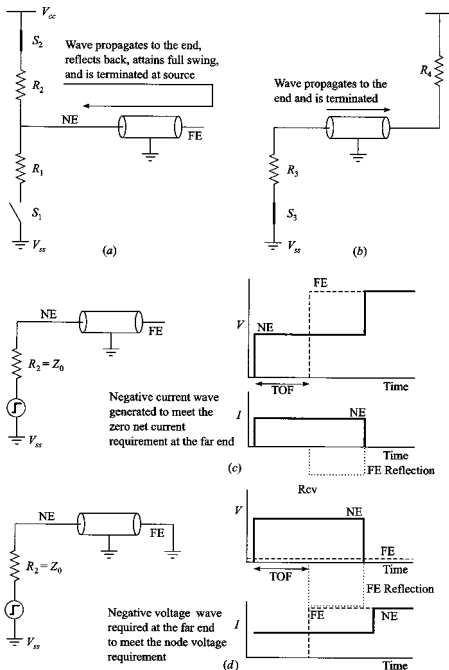 V_cc
S_2
R_2
Wave propagates to the end,
reflects back, attains full swing,
and is terminated at source
NE
FE
R_1
S_1
V_ss
(a)
R_4
Wave propagates to the
end and is terminated
R_3
S_3
V_ss
(b)
NE
FE
R_2 = Z_0
V_ss
Negative current wave
generated to meet the
zero net current
requirement at the far end
FE
V
NE
TOF
Time
I
NE
Time
FE Reflection
(c)
NE
FE
R_2 = Z_0
V_ss
Negative voltage wave
required at the far end
to meet the node voltage
requirement
Rcv
V
NE
FE
TOF
Time
FE Reflection
I
FE
NE
Time
(d)